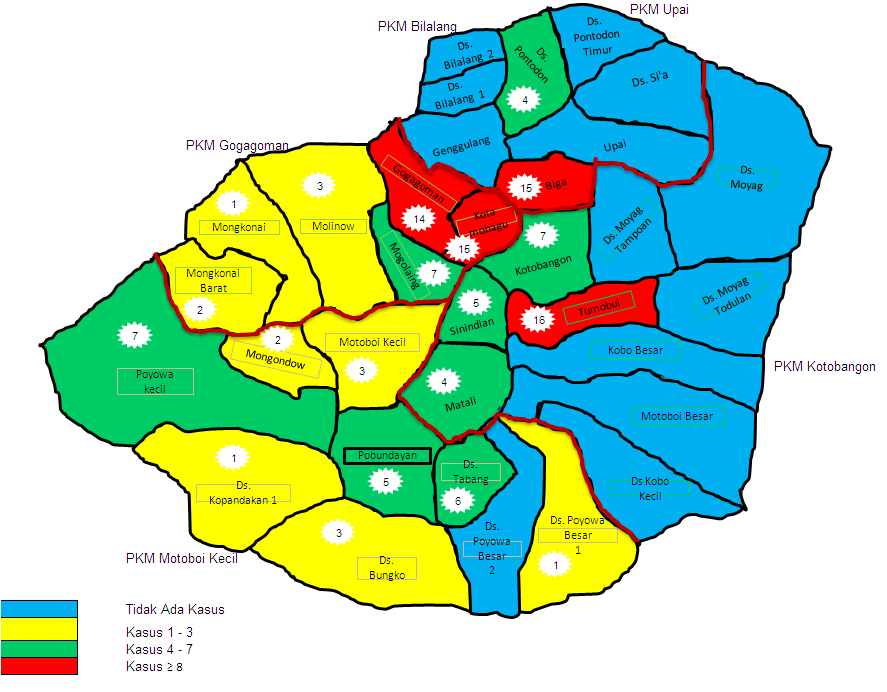 PKM Upai
PKM Bilalang
Ds.
Pontodon
Timur
Ds.
Bilalang 2
Ds.
Pontodon
4
Ds. Si'a
Ds.
Bilalang 1
Genggulang
Upai
PKM Gogagoman
Ds.
Moyag
1
Mongkonai
3
Molinow
Gogagoman
14
Kota
mobagu
15
15
Biga
7
Kotobangon
Ds. Moyag
Tampoan
Mogolaing
7
Mongkonai
Barat
2
5
Sinindian
16
Tumobui
Ds. Moyag
Todulan
7
Poyowa
kecil
2
Mongondow
Motoboi Kecil
3
Kobo Besar
PKM Kotobangon
4
Matali
Motoboi Besar
1
Ds.
Kopandakan 1
Pobundayan
5
Ds.
Tabang
6
Ds Kobo
Kecil
3
Ds.
Bungko
Ds.
Poyowa
Besar
2
Ds. Poyowa
Besar
1
1
PKM Motoboi Kecil
Tidak Ada Kasus
Kasus 1 - 3
Kasus 4 - 7
Kasus ≥ 8